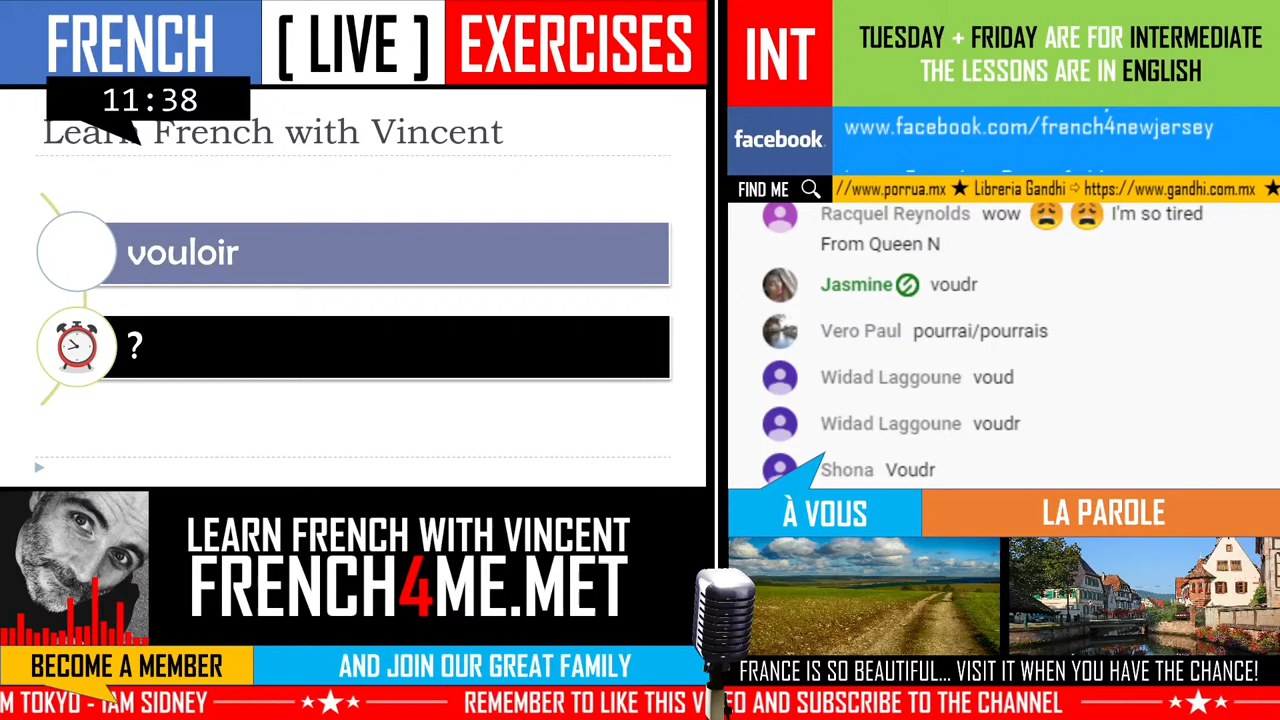 FRENCH
[ LIVE ]
EXERCISES
11:38
Learn French with Vincent
vouloir
?
LEARN FRENCH WITH VINCENT
FRENCH4ME.MET
BECOME A MEMBER
AND JOIN OUR GREAT FAMILY
INT
TUESDAY + FRIDAY ARE FOR INTERMEDIATE
THE LESSONS ARE IN ENGLISH
facebook
www.facebook.com/french4newjersey
FIND ME
//www.porrua.mx ★ Libreria Gandhi ⇨ https://www.gandhi.com.mx ★
Racquel Reynolds wow 😩 😩 I'm so tired
From Queen N
Jasmine voudr
Vero Paul pourrai/pourrais
Widad Laggoune voud
Widad Laggoune voudr
Shona Voudr
À VOUS
LA PAROLE
FRANCE IS SO BEAUTIFUL... VISIT IT WHEN YOU HAVE THE CHANCE!
M TOKYO - IAM SIDNEY
REMEMBER TO LIKE THIS V O AND SUBSCRIBE TO THE CHANNEL